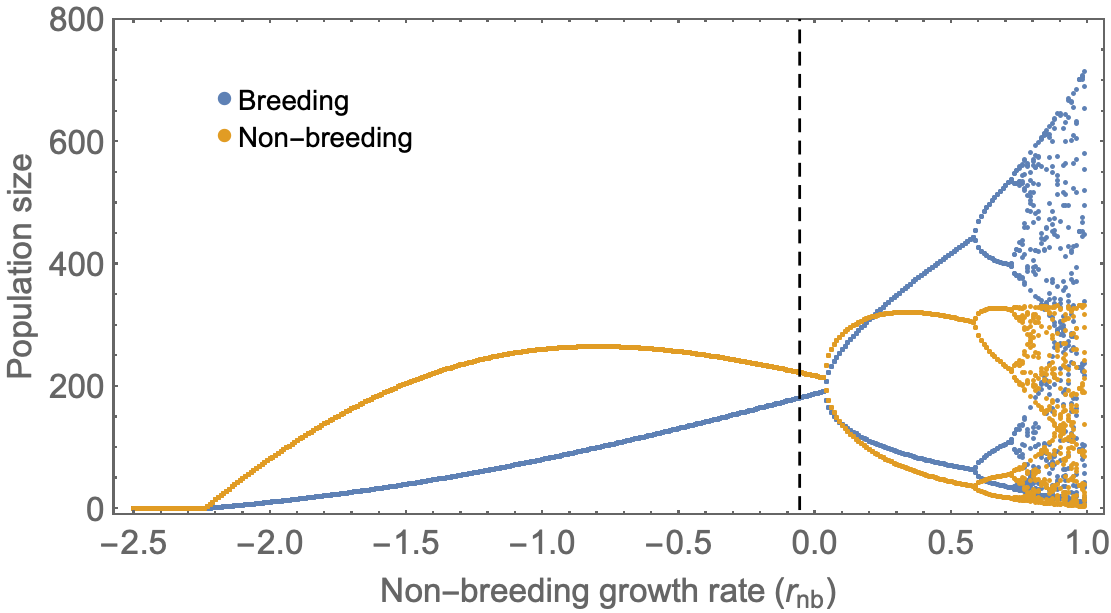 800
600
400
200
0
Population size
Breeding
Non−breeding
−2.5 −2.0 −1.5 −1.0 −0.5 0.0 0.5 1.0
Non−breeding growth rate (rnb)